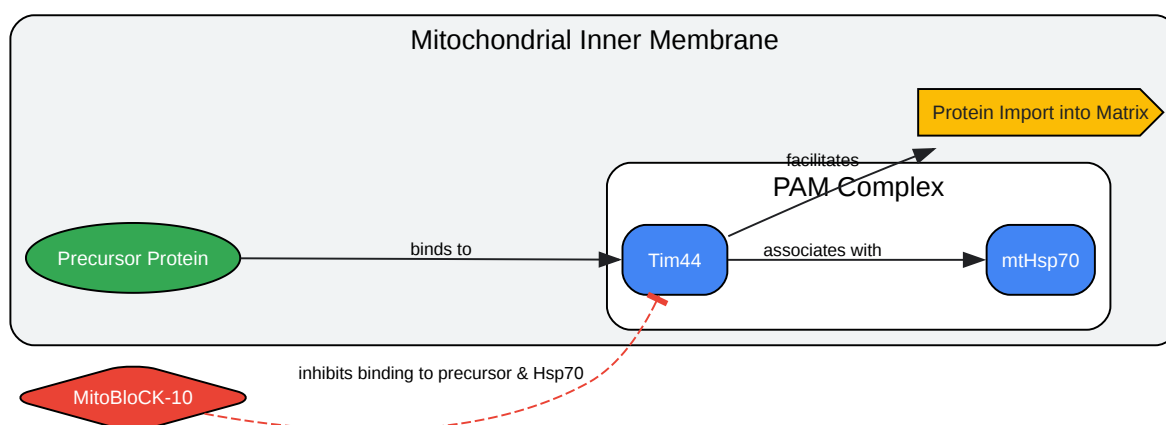 Mitochondrial Inner Membrane
Protein Import into Matrix
facilitates
PAM Complex
Precursor Protein
binds to
Tim44
associates with
mtHsp70
inhibits binding to precursor & Hsp70
MitoBloCK-10